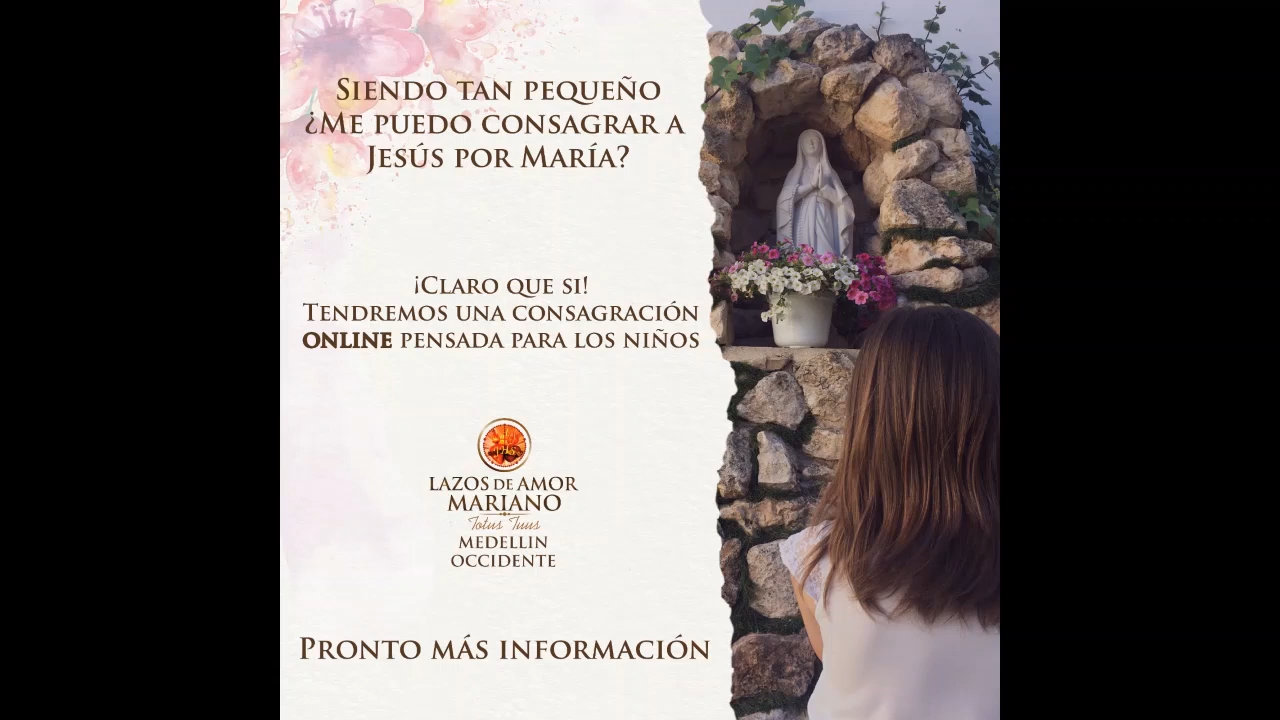 SIENDO TAN PEQUEÑO
¿ME PUEDO CONSAGRAR A
JESÚS POR MARÍA?
¡CLARO QUE SI!
TENDREMOS UNA CONSAGRACIÓN
ONLINE PENSADA PARA LOS NIÑOS
LAZOS DE AMOR
MARIANO
Totus Tuus
MEDELLIN
OCCIDENTE
PRONTO MÁS INFORMACIÓN